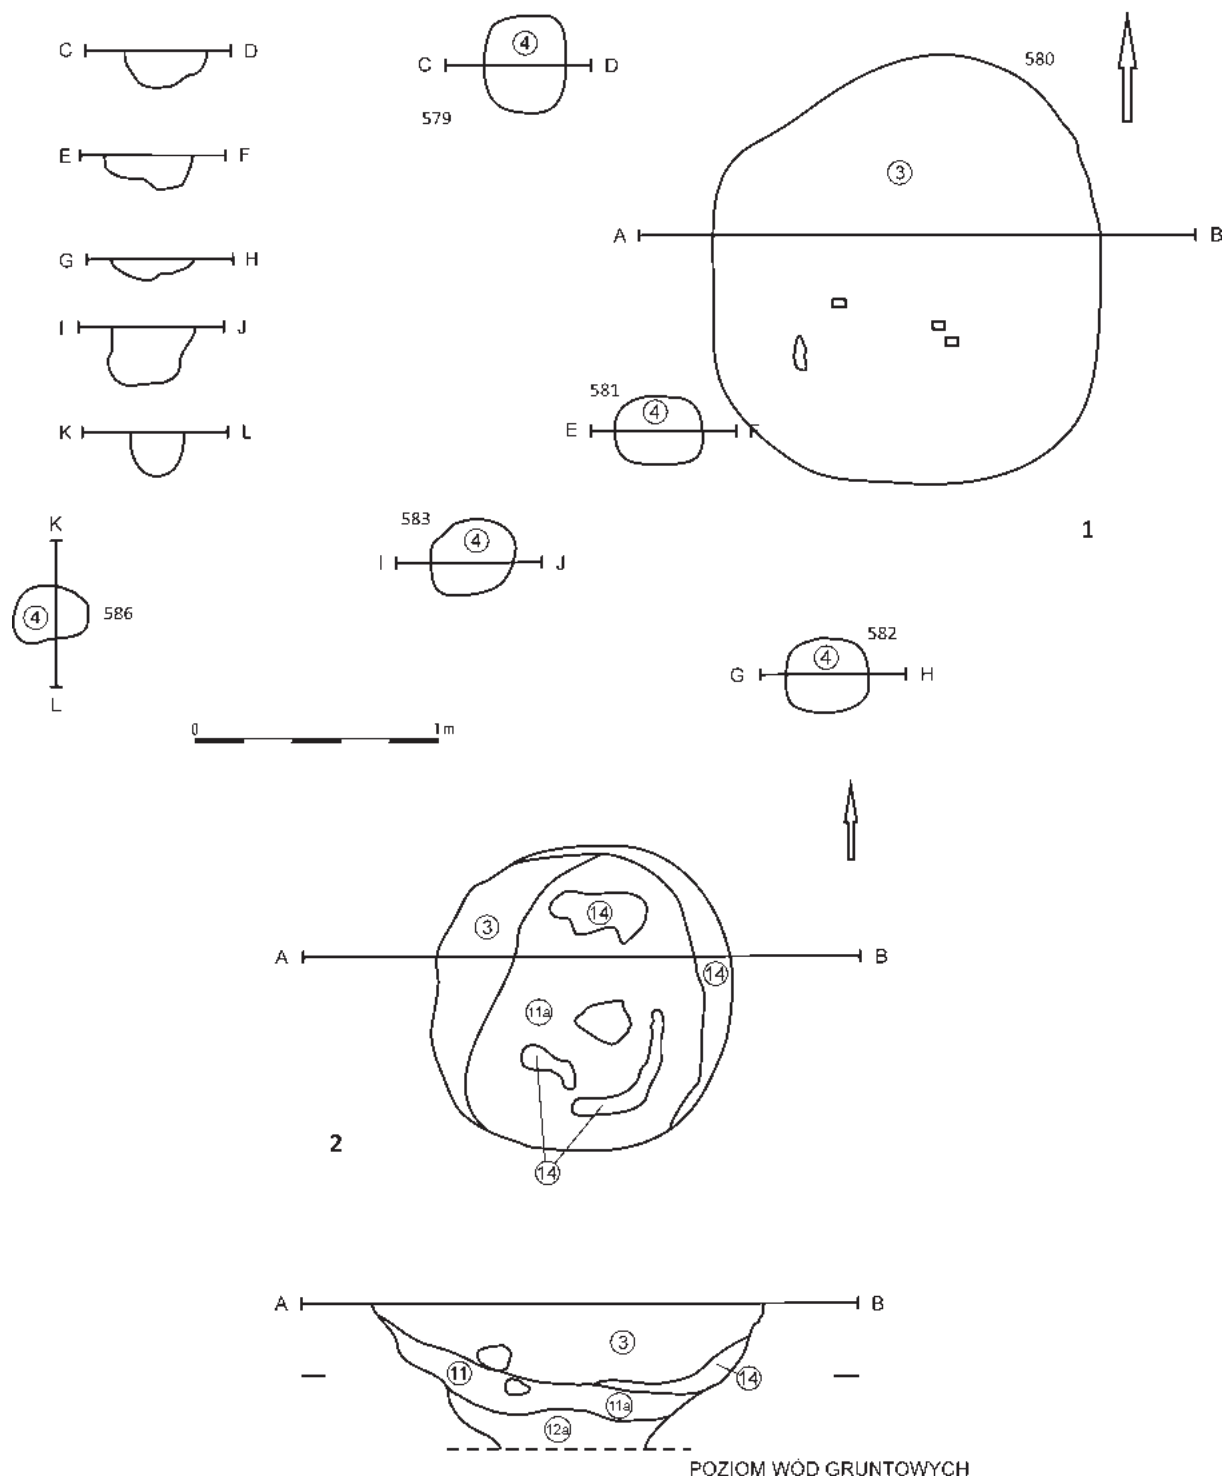 C D
E F
G H
I J
K L
4
C D
579
580
3
A B
581
4
E F
1
583
4
I J
K
4 586
L
582
4
G H
0 1 m
14
3
A B
14
11a
2
14
A B
3
11
14
11a
12a
POZIOM WÓD GRUNTOWYCH